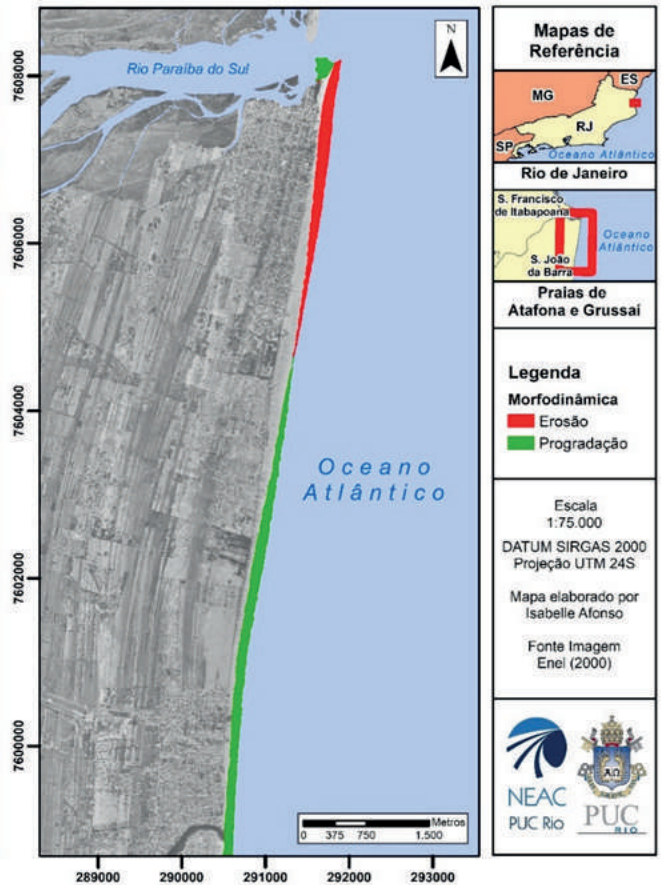 7608000
7606000
7604000
7602000
7600000
289000
290000
291000
292000
293000
Rio Paraíba do Sul
N
Oceano
Atlântico
Metros
0 375 750 1.500
Mapas de
Referência
MG
ES
RJ
SP
Oceano Atlântico
Rio de Janeiro
S. Francisco
de Itabapoana
Oceano
Atlântico
S. João
da Barra
Praias de
Atafona e Grussaí
Legenda
Morfodinâmica
Erosão
Progradação
Escala
1:75.000
DATUM SIRGAS 2000
Projeção UTM 24S
Mapa elaborado por
Isabelle Afonso
Fonte Imagem
Enel (2000)
NEAC
PUC Rio
ΑΩ
PUC
RIO